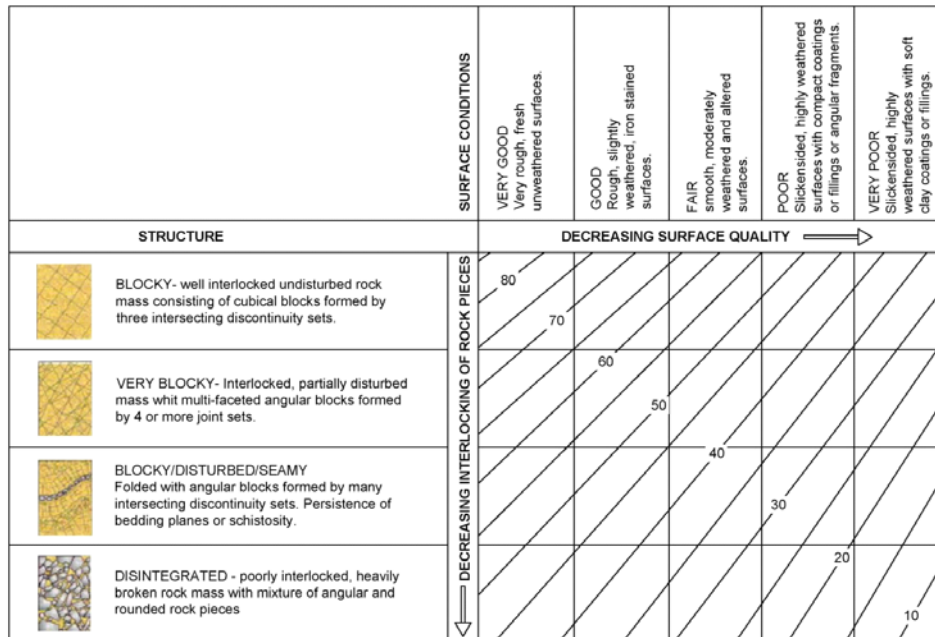 SURFACE CONDITIONS
VERY GOOD
Very rough, fresh
unweathered surfaces.
GOOD
Rough, slightly
weathered, iron stained
surfaces.
FAIR
smooth, moderately
weathered and altered
surfaces.
POOR
Slickensided, highly weathered
surfaces with compact coatings
or fillings or angular fragments.
VERY POOR
Slickensided, highly
weathered surfaces with soft
clay coatings or fillings.
STRUCTURE
DECREASING SURFACE QUALITY
DECREASING INTERLOCKING OF ROCK PIECES
BLOCKY- well interlocked undisturbed rock
mass consisting of cubical blocks formed by
three intersecting discontinuity sets.
VERY BLOCKY- Interlocked, partially disturbed
mass whit multi-faceted angular blocks formed
by 4 or more joint sets.
BLOCKY/DISTURBED/SEAMY
Folded with angular blocks formed by many
intersecting discontinuity sets. Persistence of
bedding planes or schistosity.
DISINTEGRATED - poorly interlocked, heavily
broken rock mass with mixture of angular and
rounded rock pieces
80
70
60
50
40
30
20
10